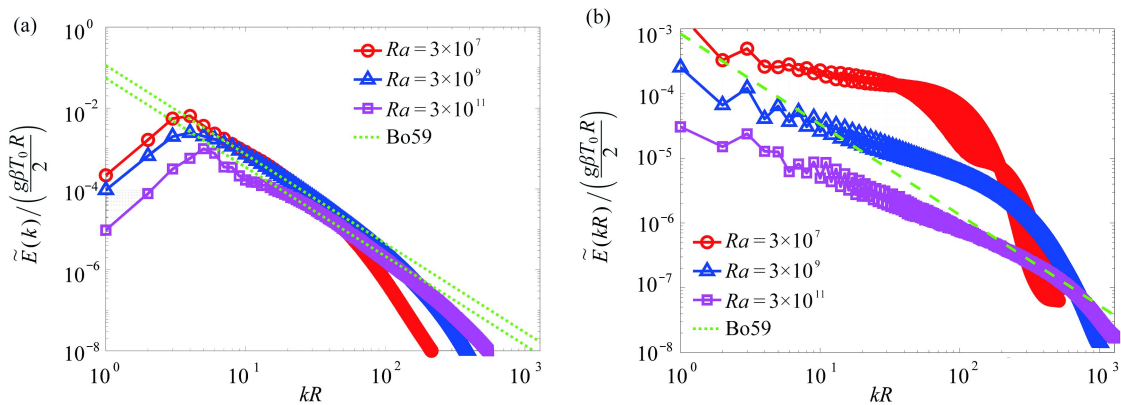 (a)
10^0
10^-2
10^-4
10^-6
10^-8
Ẽ(k)/(gβT₀R/2)
Ra = 3×10^7
Ra = 3×10^9
Ra = 3×10^11
Bo59
10^0
10^1
10^2
10^3
kR
(b)
10^-3
10^-4
10^-5
10^-6
10^-7
10^-8
Ẽ(kR)/(gβT₀R/2)
Ra = 3×10^7
Ra = 3×10^9
Ra = 3×10^11
Bo59
10^0
10^1
10^2
10^3
kR